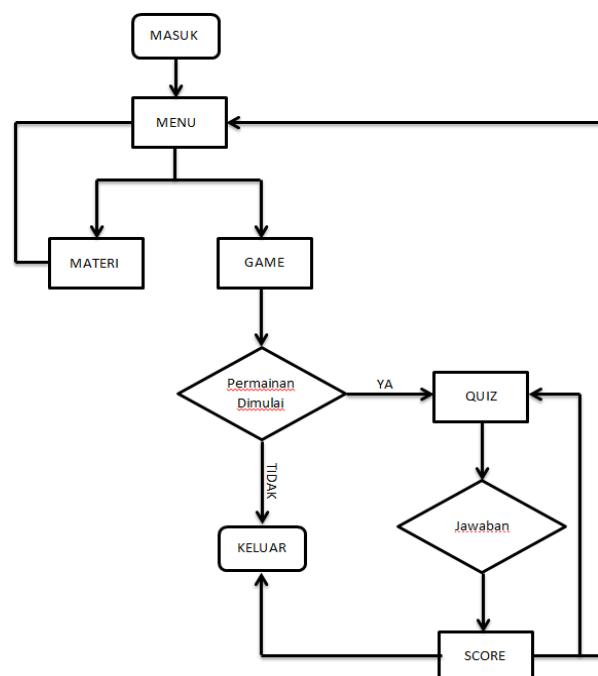 MASUK
MENU
MATERI
GAME
Permainan
Dimulai
YA
QUIZ
TIDAK
Jawaban
KELUAR
SCORE